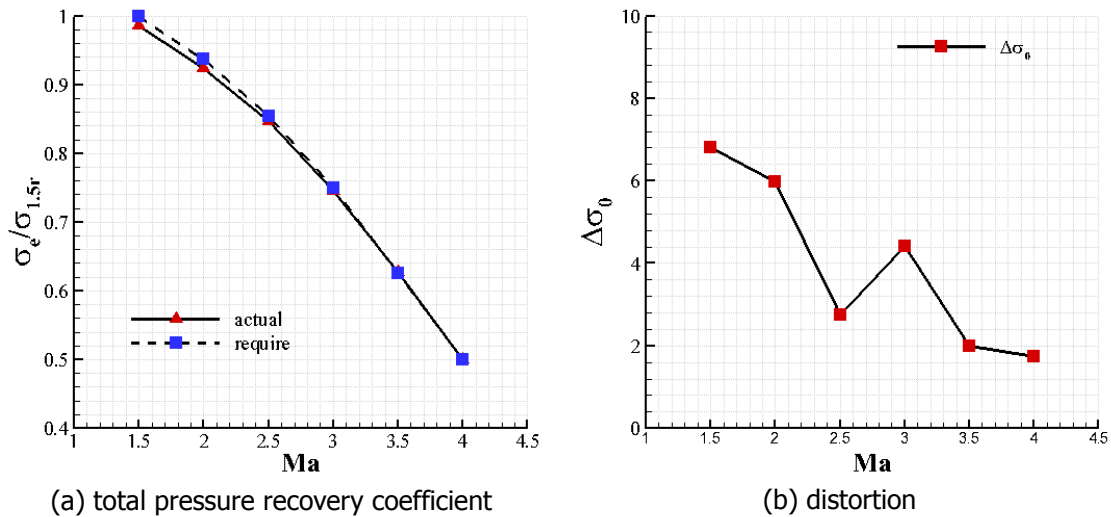 1
0.9
0.8
0.7
0.6
0.5
0.4
σe/σ1.5r
actual
require
1 1.5 2 2.5 3 3.5 4 4.5
Ma
(a) total pressure recovery coefficient
10
8
6
4
2
0
Δσ0
Δσ0
1 1.5 2 2.5 3 3.5 4 4.5
Ma
(b) distortion